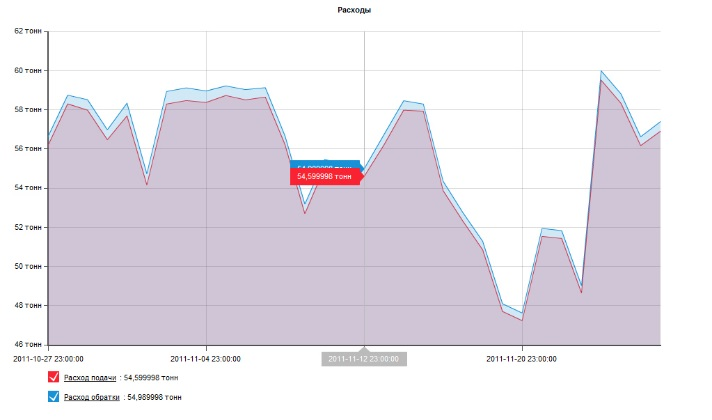 Расходы
62 тонн
60 тонн
58 тонн
56 тонн
54 тонн
52 тонн
50 тонн
48 тонн
46 тонн
54,599998 тонн
2011-10-27 23:00:00
2011-11-04 23:00:00
2011-11-12 23:00:00
2011-11-20 23:00:00
Расход подачи : 54,599998 тонн
Расход обратки : 54,989998 тонн